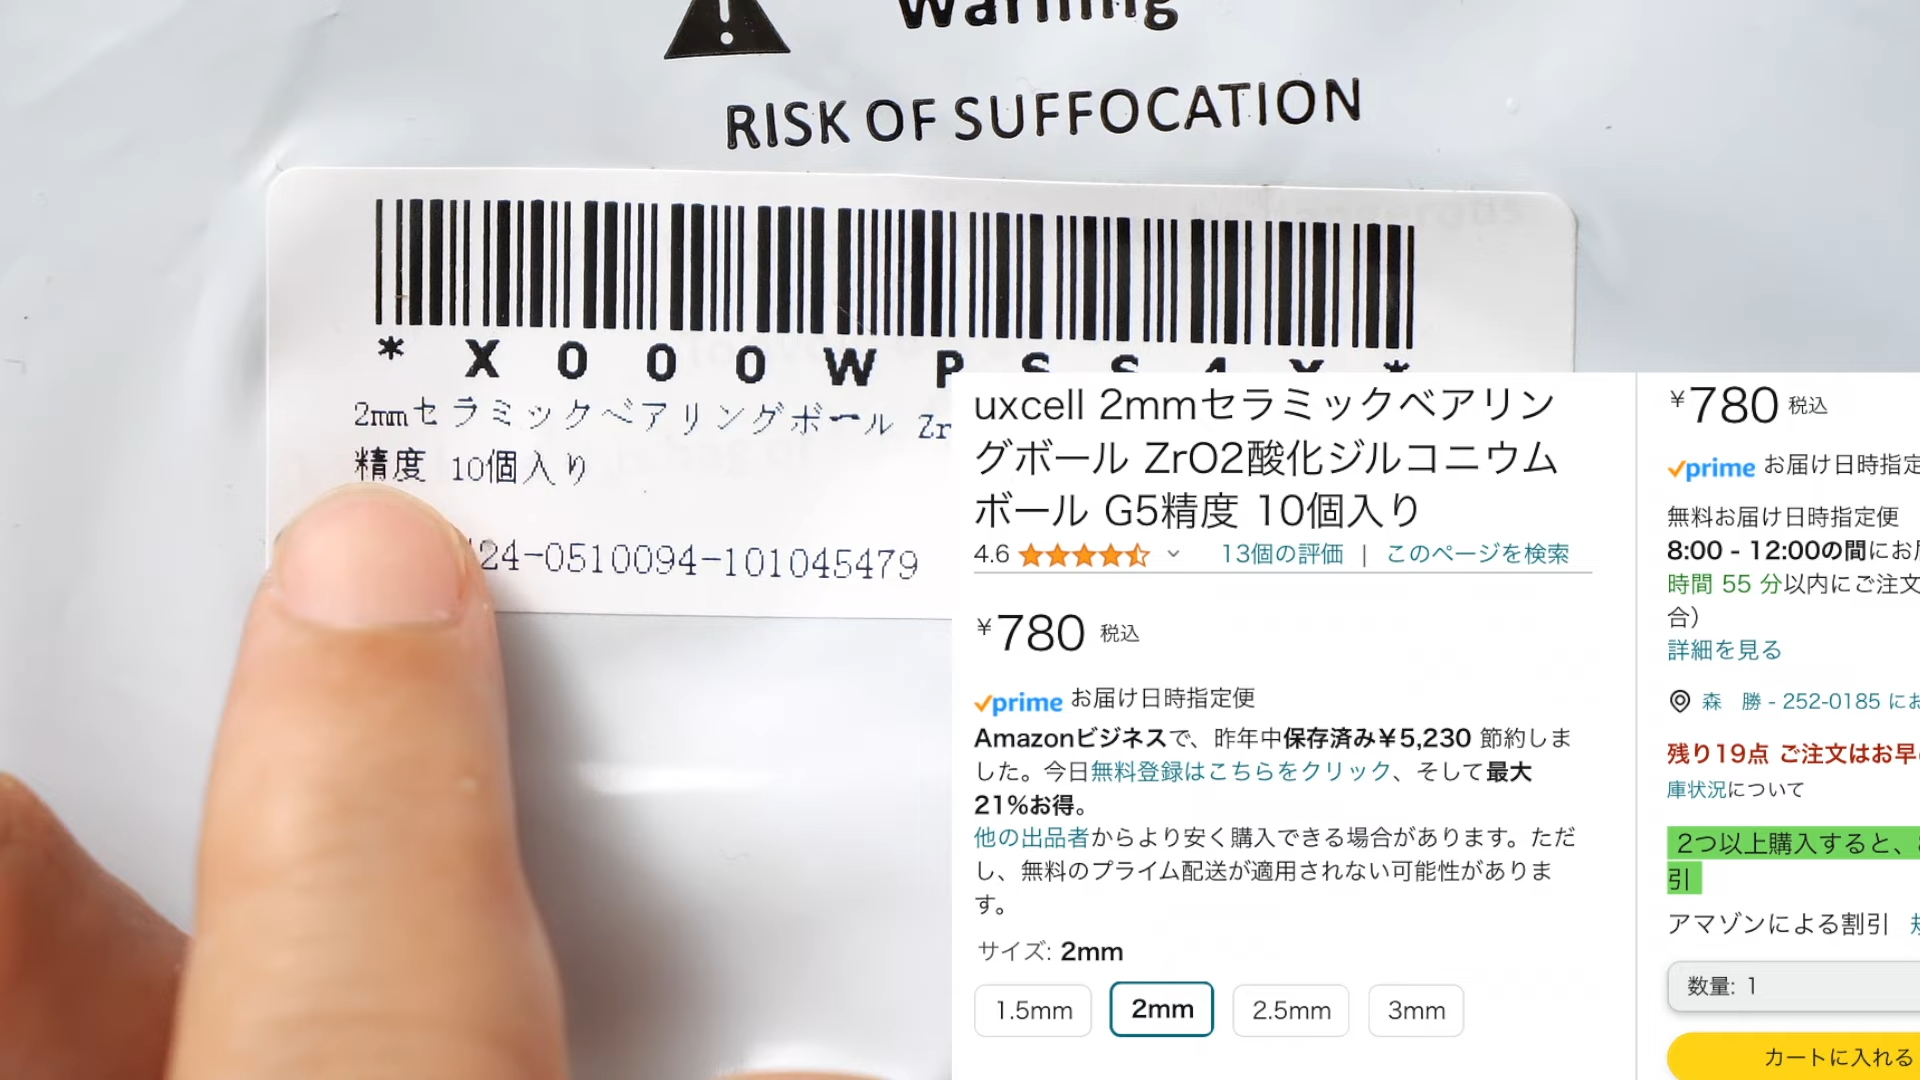 Warning
RISK OF SUFFOCATION
* X 0 0 0 W P S S 4 Y *
2mmセラミックベアリングボール Zr
精度 10個入り
24-0510094-101045479
uxcell 2mmセラミックベアリン
グボール ZrO2酸化ジルコニウム
ボール G5精度 10個入り
4.6 13個の評価 | このページを検索
¥780 税込
prime お届け日時指定便
Amazonビジネスで、昨年中保存済み¥5,230 節約しま
した。今日無料登録はこちらをクリック、そして最大
21%お得。
他の出品者からより安く購入できる場合があります。ただ
し、無料のプライム配送が適用されない可能性がありま
す。
サイズ: 2mm
1.5mm 2mm 2.5mm 3mm
¥780 税込
prime お届け日時指定
無料お届け日時指定便
8:00 - 12:00の間にお
時間 55 分以内にご注文
合)
詳細を見る
森 勝 - 252-0185 にお
残り19点 ご注文はお早
庫状況について
2つ以上購入すると、
引
アマゾンによる割引
数量: 1
カートに入れる